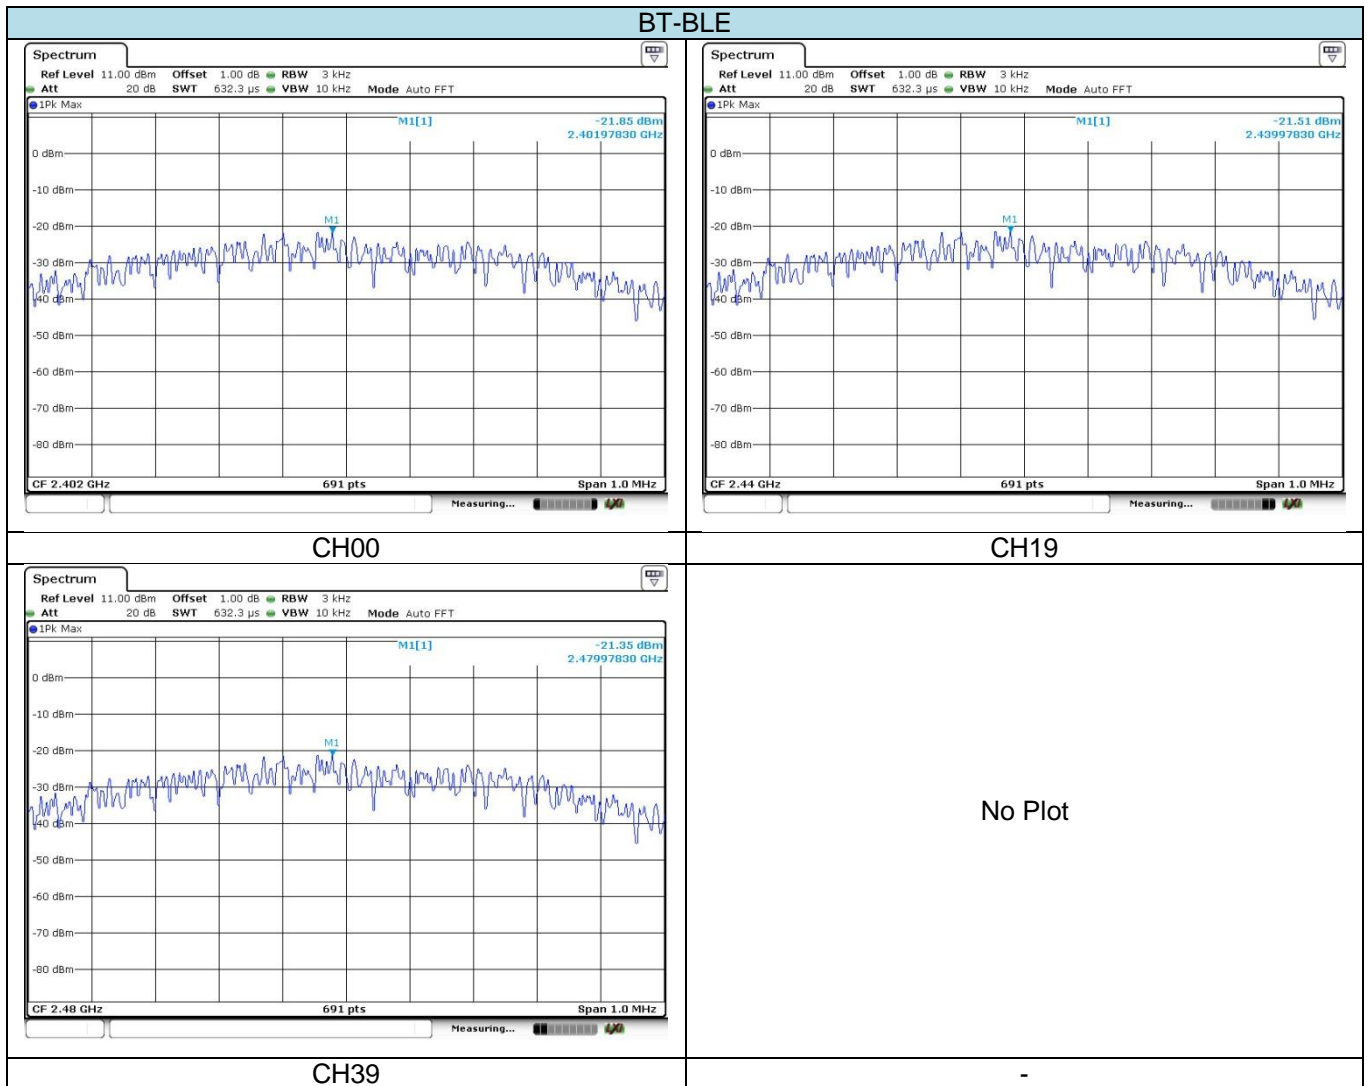 BT-BLE
Spectrum
Ref Level 11.00 dBm Offset 1.00 dB RBW 3 kHz
Att 20 dB SWT 632.3 µs VBW 10 kHz Mode Auto FFT
1Pk Max
M1[1] -21.85 dBm
2.40197830 GHz
0 dBm
-10 dBm
M1
-20 dBm
-30 dBm
-40 dBm
-50 dBm
-60 dBm
-70 dBm
-80 dBm
CF 2.402 GHz 691 pts Span 1.0 MHz
Measuring...
CH00
Spectrum
Ref Level 11.00 dBm Offset 1.00 dB RBW 3 kHz
Att 20 dB SWT 632.3 µs VBW 10 kHz Mode Auto FFT
1Pk Max
M1[1] -21.51 dBm
2.43997830 GHz
0 dBm
-10 dBm
M1
-20 dBm
-30 dBm
-40 dBm
-50 dBm
-60 dBm
-70 dBm
-80 dBm
CF 2.44 GHz 691 pts Span 1.0 MHz
Measuring...
CH19
Spectrum
Ref Level 11.00 dBm Offset 1.00 dB RBW 3 kHz
Att 20 dB SWT 632.3 µs VBW 10 kHz Mode Auto FFT
1Pk Max
M1[1] -21.35 dBm
2.47997830 GHz
0 dBm
-10 dBm
M1
-20 dBm
-30 dBm
-40 dBm
-50 dBm
-60 dBm
-70 dBm
-80 dBm
CF 2.48 GHz 691 pts Span 1.0 MHz
Measuring...
CH39
No Plot
-